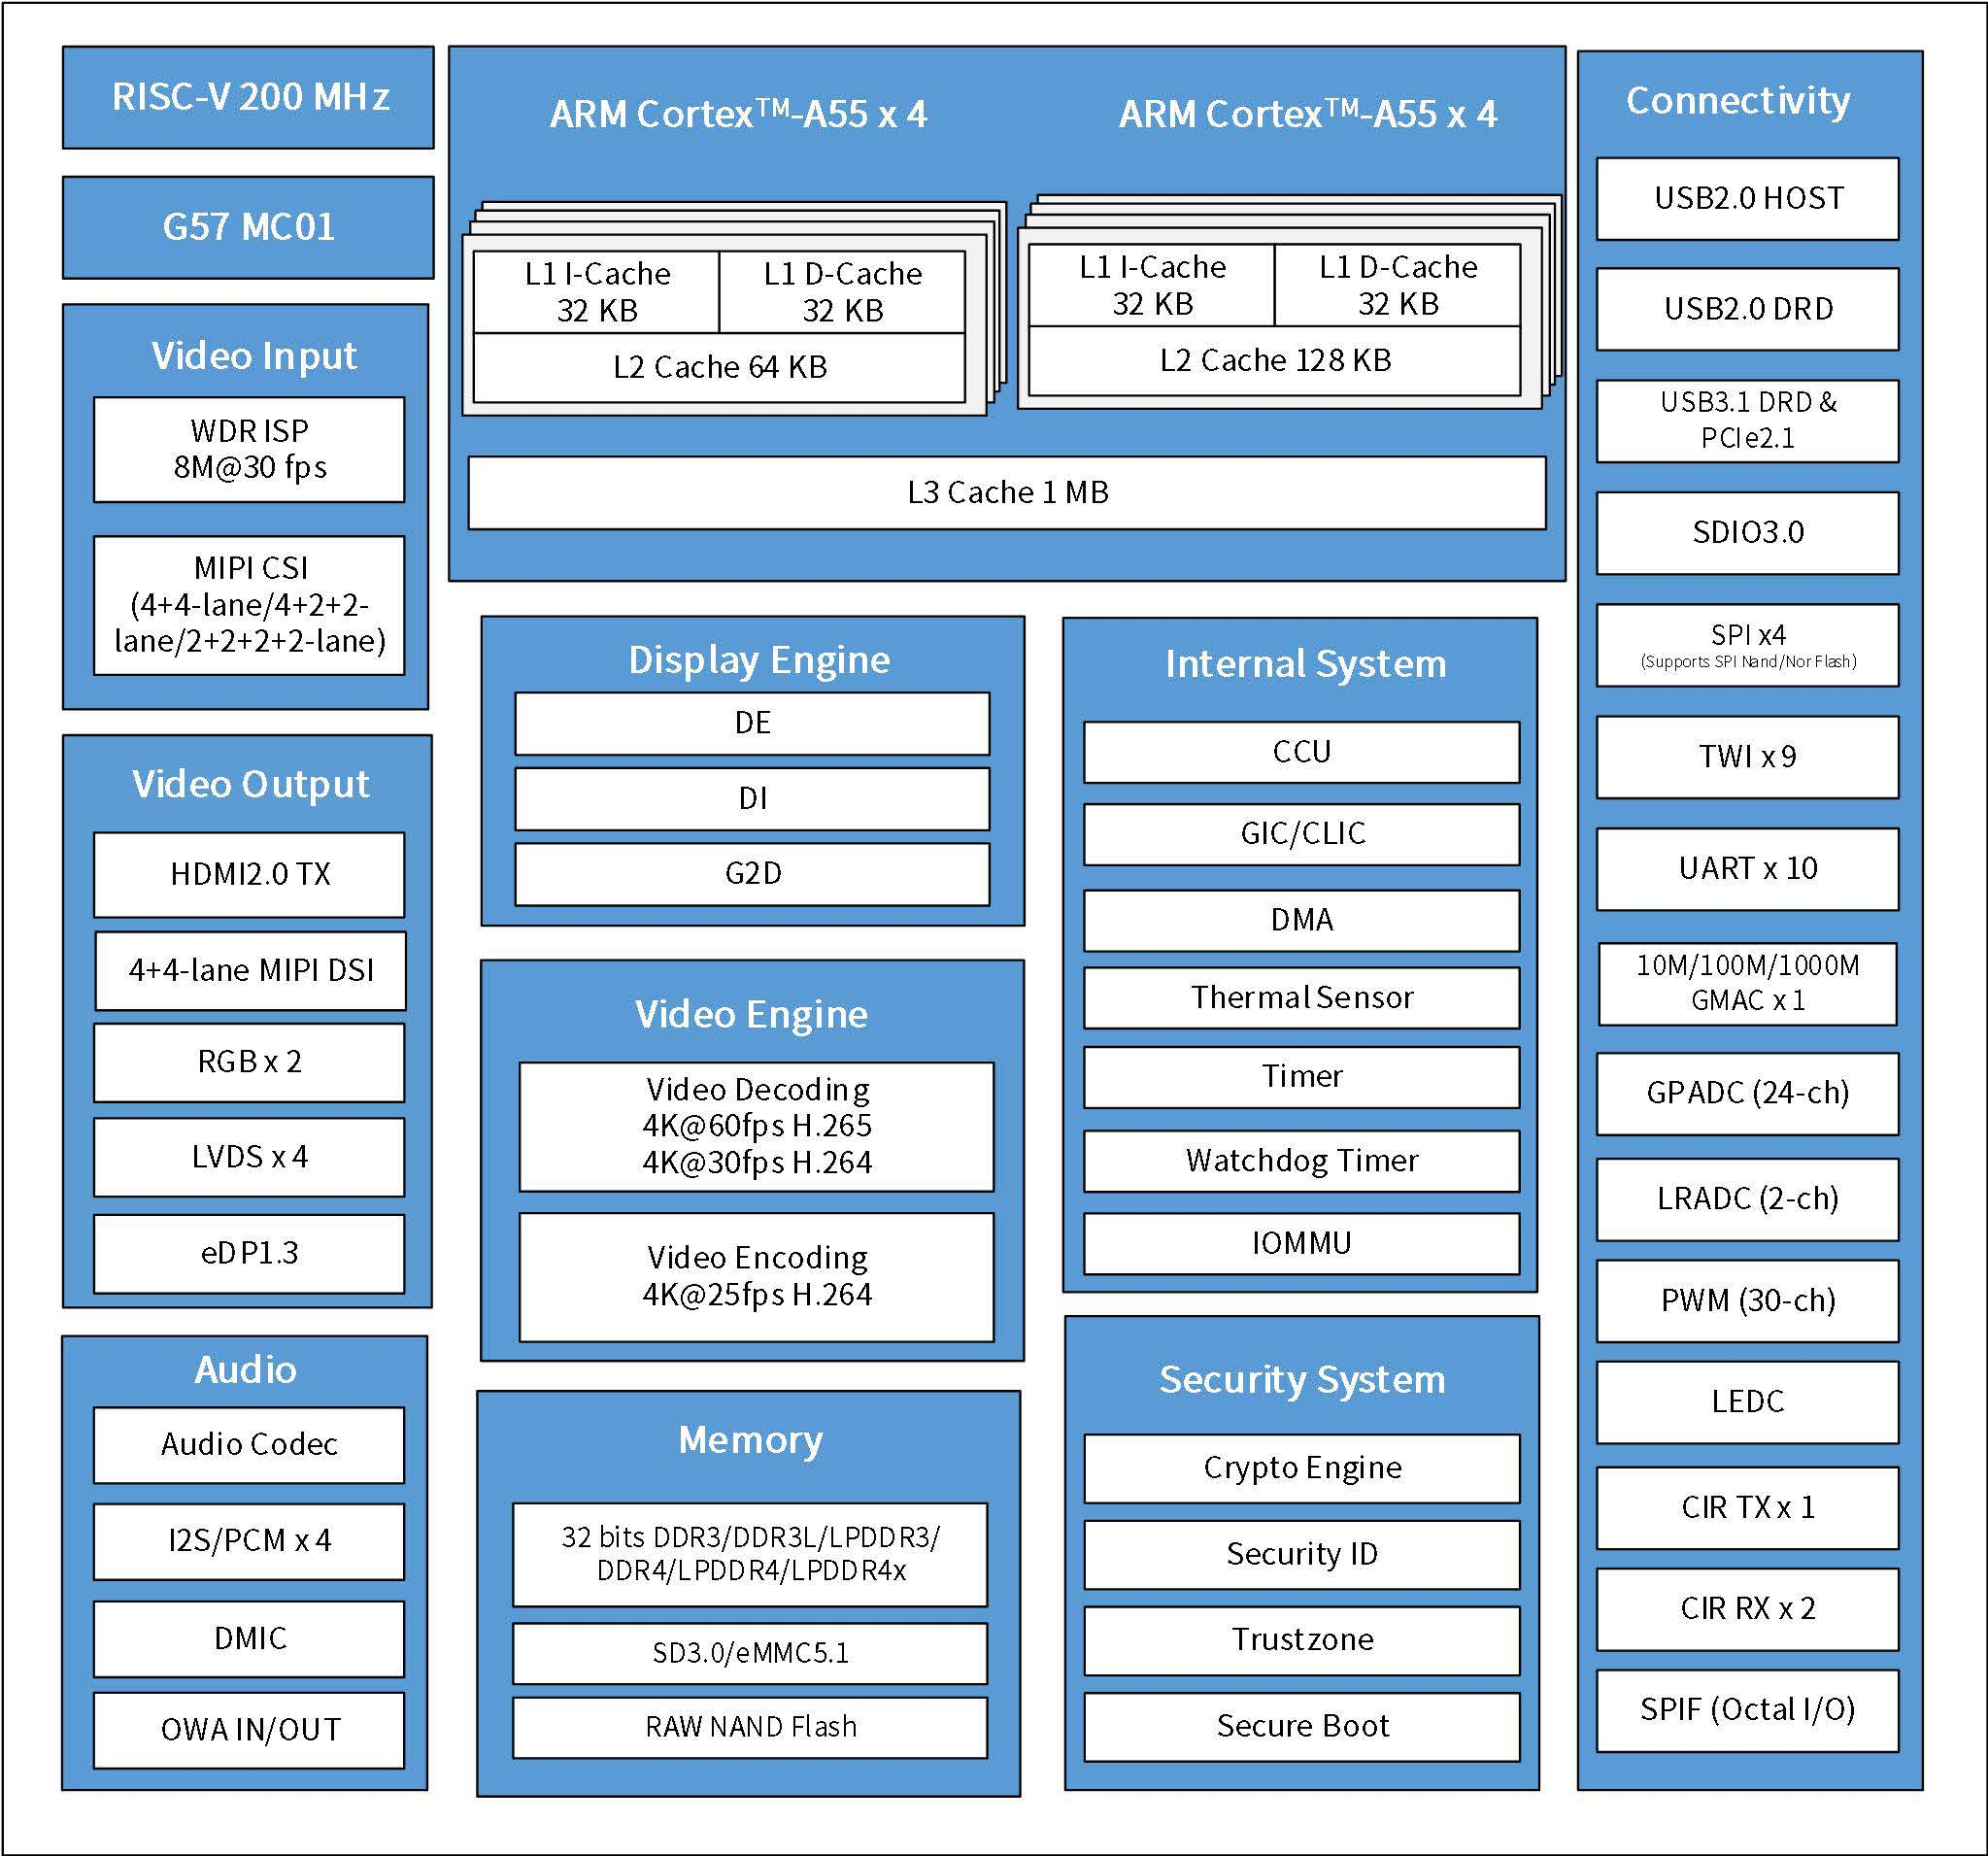 RISC-V 200 MHz
G57 MC01
Video Input
WDR ISP
8M@30 fps
MIPI CSI
(4+4-lane/4+2+2-
lane/2+2+2+2-lane)
Video Output
HDMI2.0 TX
4+4-lane MIPI DSI
RGB x 2
LVDS x 4
eDP1.3
Audio
Audio Codec
I2S/PCM x 4
DMIC
OWA IN/OUT
ARM Cortex™-A55 x 4
ARM Cortex™-A55 x 4
L1 I-Cache
32 KB
L1 D-Cache
32 KB
L2 Cache 64 KB
L1 I-Cache
32 KB
L1 D-Cache
32 KB
L2 Cache 128 KB
L3 Cache 1 MB
Display Engine
DE
DI
G2D
Video Engine
Video Decoding
4K@60fps H.265
4K@30fps H.264
Video Encoding
4K@25fps H.264
Memory
32 bits DDR3/DDR3L/LPDDR3/
DDR4/LPDDR4/LPDDR4x
SD3.0/eMMC5.1
RAW NAND Flash
Internal System
CCU
GIC/CLIC
DMA
Thermal Sensor
Timer
Watchdog Timer
IOMMU
Security System
Crypto Engine
Security ID
Trustzone
Secure Boot
Connectivity
USB2.0 HOST
USB2.0 DRD
USB3.1 DRD &
PCIe2.1
SDIO3.0
SPI x4
(Supports SPI Nand/Nor Flash)
TWI x 9
UART x 10
10M/100M/1000M
GMAC x 1
GPADC (24-ch)
LRADC (2-ch)
PWM (30-ch)
LEDC
CIR TX x 1
CIR RX x 2
SPIF (Octal I/O)